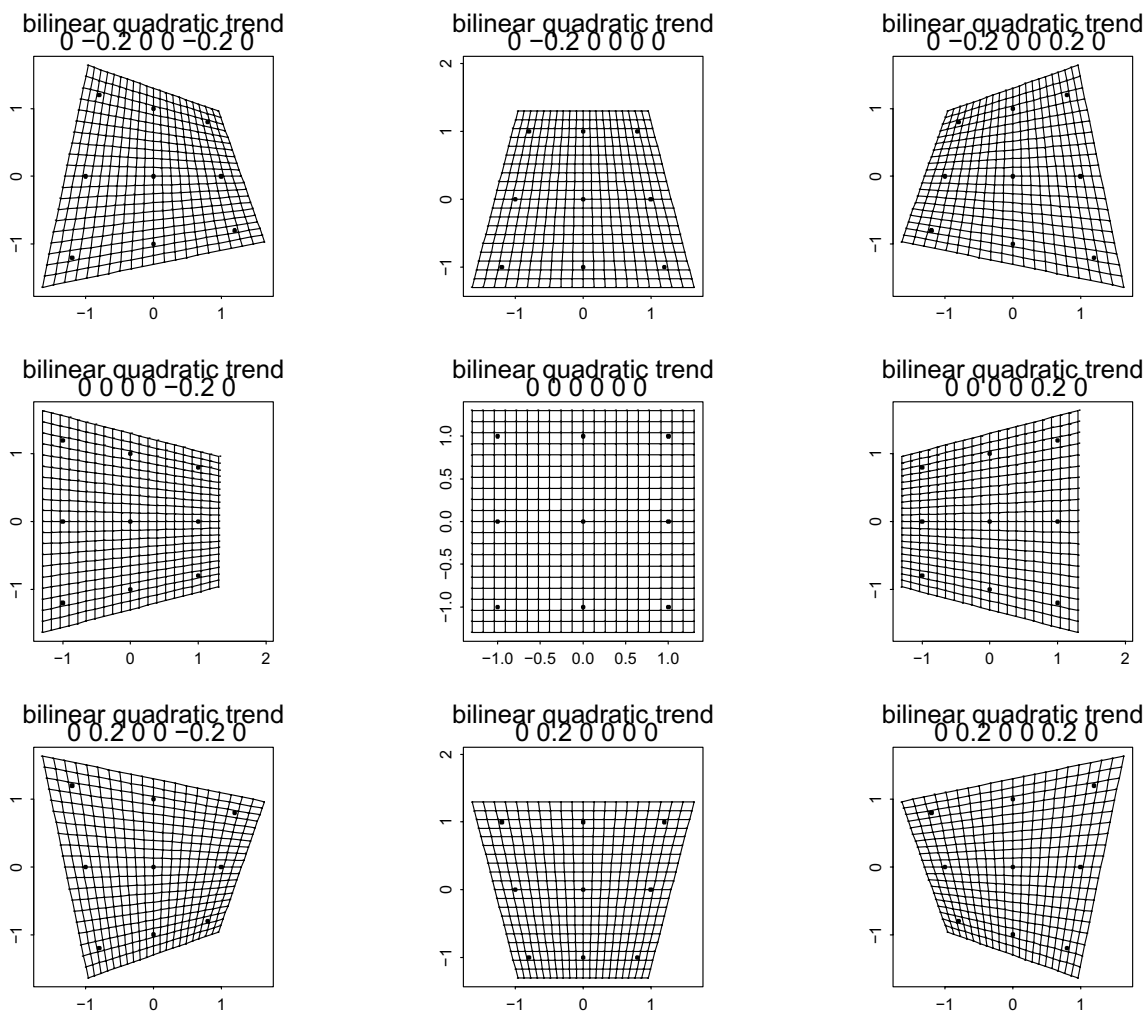 bilinear quadratic trend
0 −0.2 0 0 −0.2 0
1
0
−1
−1 0 1
bilinear quadratic trend
0 −0.2 0 0 0 0
2
1
0
−1
−1 0 1
bilinear quadratic trend
0 −0.2 0 0 0.2 0
1
0
−1
−1 0 1
bilinear quadratic trend
0 0 0 0 −0.2 0
1
0
−1
−1 0 1 2
bilinear quadratic trend
0 0 0 0 0 0
1.0
0.5
0.0
−0.5
−1.0
−1.0 −0.5 0.0 0.5 1.0
bilinear quadratic trend
0 0 0 0 0.2 0
1
0
−1
−1 0 1 2
bilinear quadratic trend
0 0.2 0 0 −0.2 0
1
0
−1
−1 0 1
bilinear quadratic trend
0 0.2 0 0 0 0
2
1
0
−1
−1 0 1
bilinear quadratic trend
0 0.2 0 0 0.2 0
1
0
−1
−1 0 1